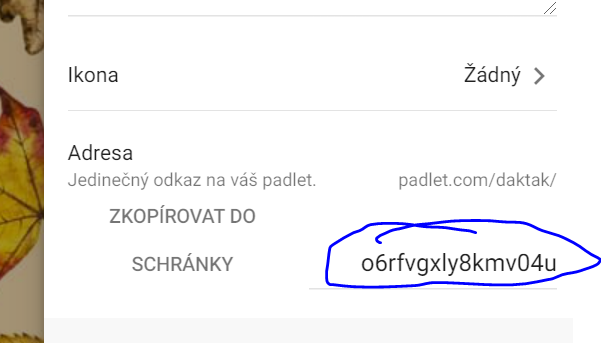 Ikona Žádný
Adresa
Jedinečný odkaz na váš padlet. padlet.com/daktak/
ZKOPÍROVAT DO
SCHRÁNKY o6rfvgxly8kmv04u